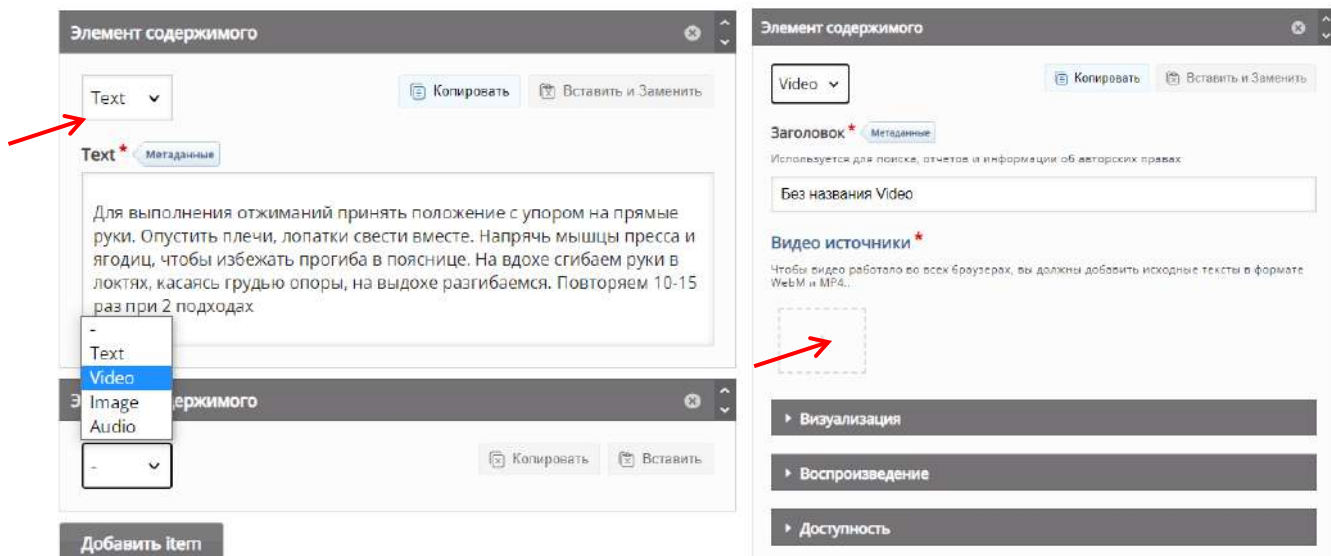 Элемент содержимого
Text
Копировать
Вставить и Заменить
Text *
Метаданные
Для выполнения отжиманий принять положение с упором на прямые
руки. Опустить плечи, лопатки свести вместе. Напрячь мышцы пресса и
ягодиц, чтобы избежать прогиба в пояснице. На вдохе сгибаем руки в
локтях, касаясь грудью опоры, на выдохе разгибаемся. Повторяем 10-15
раз при 2 подходах
-
Text
Video
Image
Audio
Э
держимого
-
Копировать
Вставить
Добавить item
Элемент содержимого
Video
Копировать
Вставить и Заменить
Заголовок *
Метаданные
Используется для поиска, отчетов и информации об авторских правах
Без названия Video
Видео источники *
Чтобы видео работало во всех браузерах, вы должны добавить исходные тексты в формате
WebM и MP4..
Визуализация
Воспроизведение
Доступность